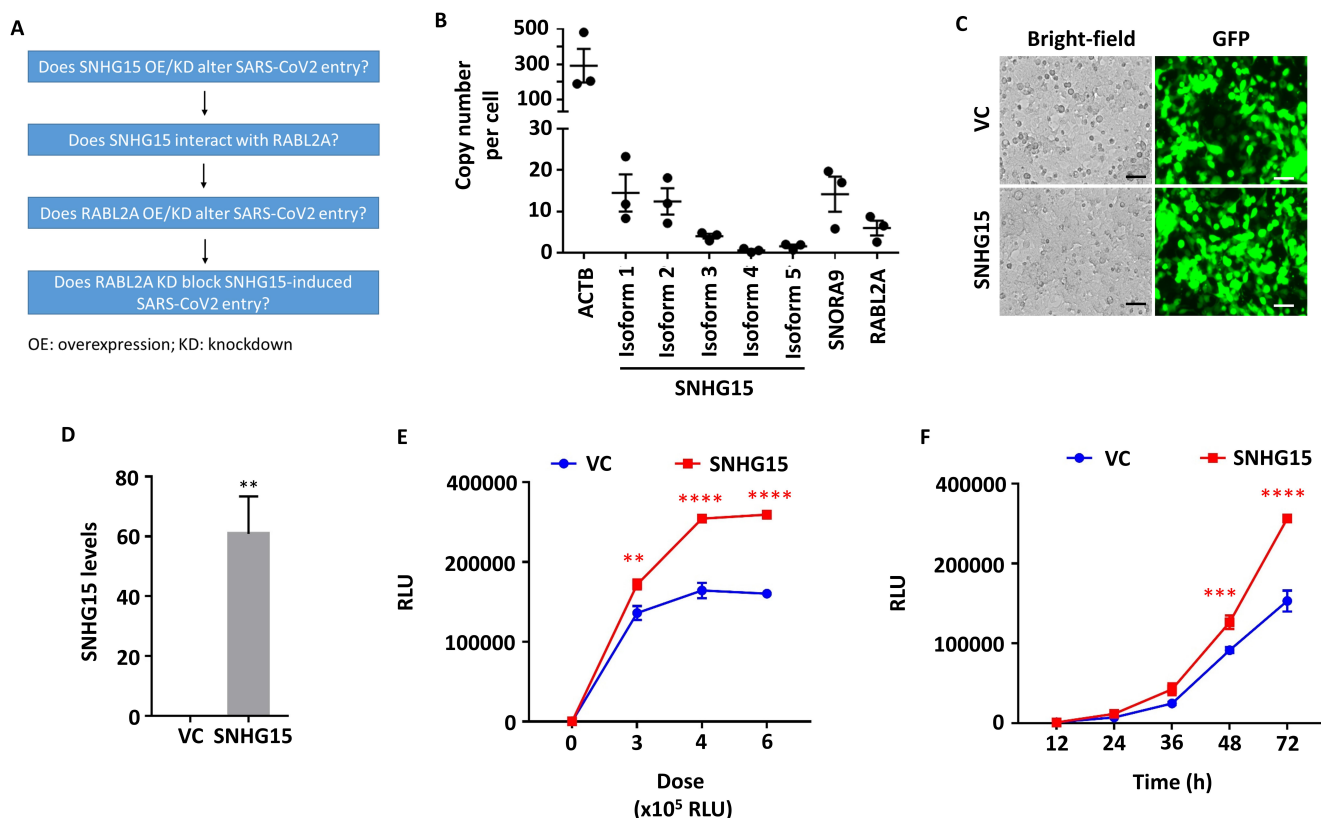 A
Does SNHG15 OE/KD alter SARS-CoV2 entry?
Does SNHG15 interact with RABL2A?
Does RABL2A OE/KD alter SARS-CoV2 entry?
Does RABL2A KD block SNHG15-induced
SARS-CoV2 entry?
OE: overexpression; KD: knockdown
B
Copy number
per cell
500
300
100
30
20
10
0
ACTB
Isoform 1
Isoform 2
Isoform 3
Isoform 4
Isoform 5
SNORA9
RABL2A
SNHG15
C
Bright-field
GFP
VC
SNHG15
D
SNHG15 levels
80
60
40
20
0
**
VC
SNHG15
E
VC
SNHG15
RLU
400000
200000
100000
0
**
****
****
0
3
4
6
Dose
(x10⁵ RLU)
F
VC
SNHG15
RLU
400000
200000
100000
0
***
****
12
24
36
48
72
Time (h)